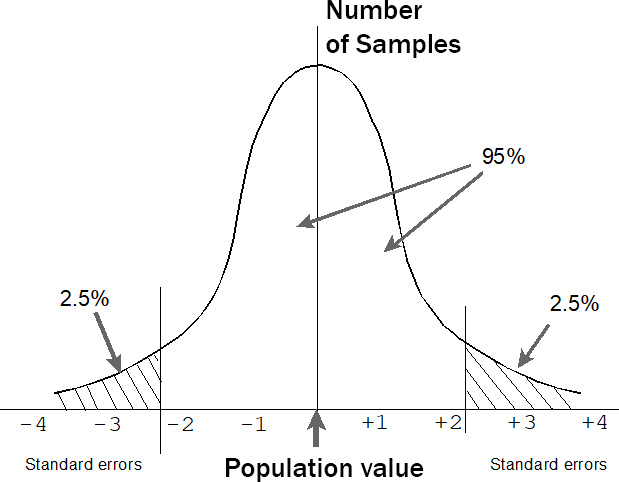 Number
of Samples
95%
2.5%
2.5%
-4 -3 -2 -1 +1 +2 +3 +4
Standard errors Population value Standard errors